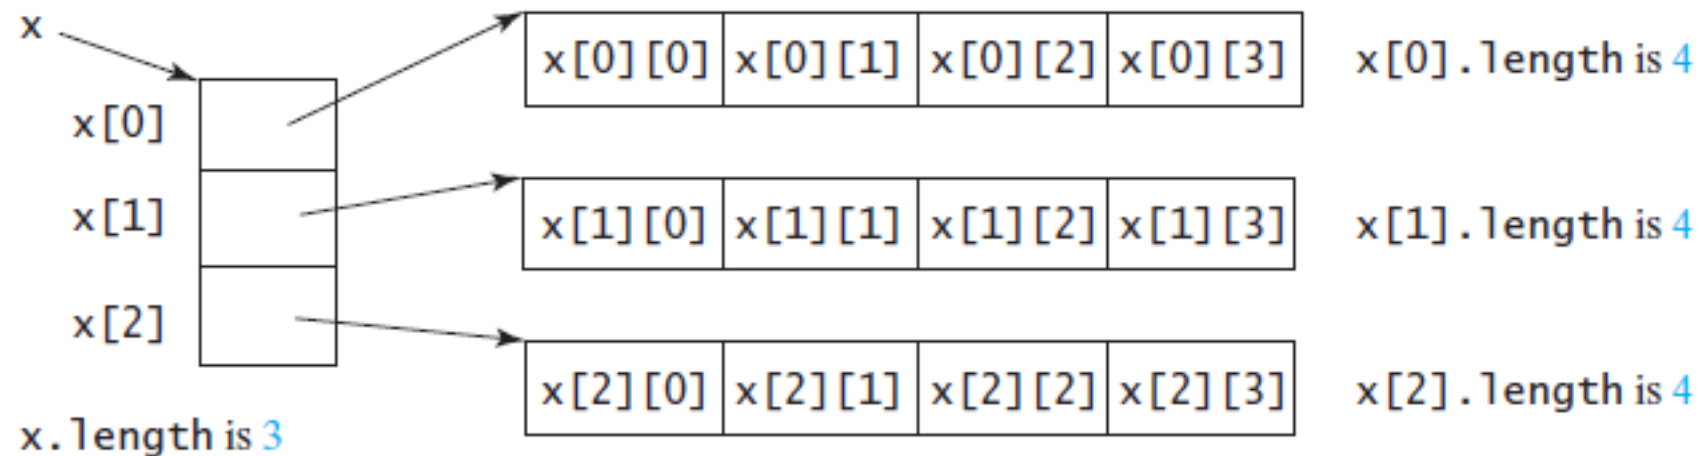 x
x[0][0] x[0][1] x[0][2] x[0][3] x[0].length is 4
x[0]
x[1]
x[1][0] x[1][1] x[1][2] x[1][3] x[1].length is 4
x[2]
x[2][0] x[2][1] x[2][2] x[2][3] x[2].length is 4
x.length is 3